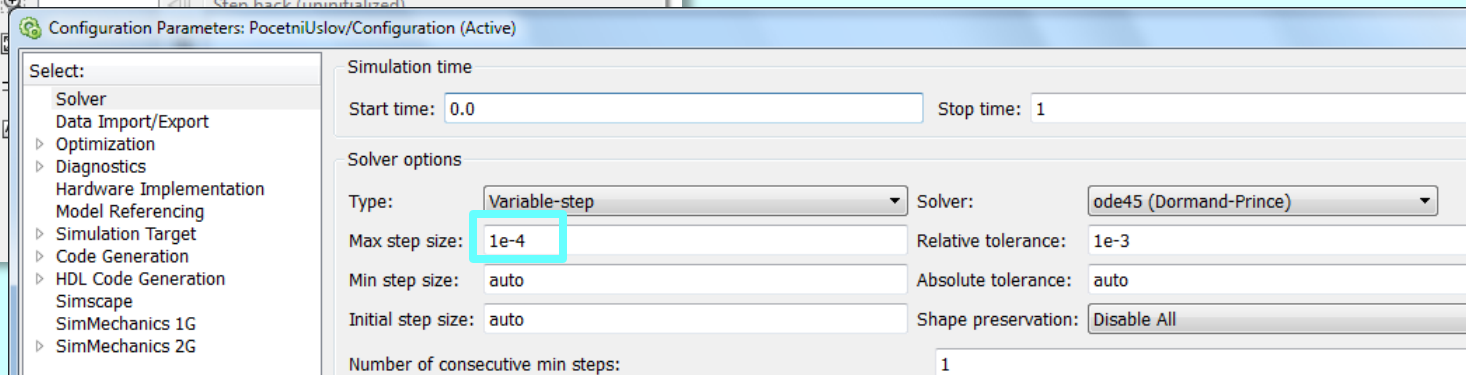 Step back (uninitialized)
Configuration Parameters: PocetniUslov/Configuration (Active)
Select:
Solver
Data Import/Export
Optimization
Diagnostics
Hardware Implementation
Model Referencing
Simulation Target
Code Generation
HDL Code Generation
Simscape
SimMechanics 1G
SimMechanics 2G
Simulation time
Start time: 0.0 Stop time: 1
Solver options
Type: Variable-step Solver: ode45 (Dormand-Prince)
Max step size: 1e-4 Relative tolerance: 1e-3
Min step size: auto Absolute tolerance: auto
Initial step size: auto Shape preservation: Disable All
Number of consecutive min steps: 1